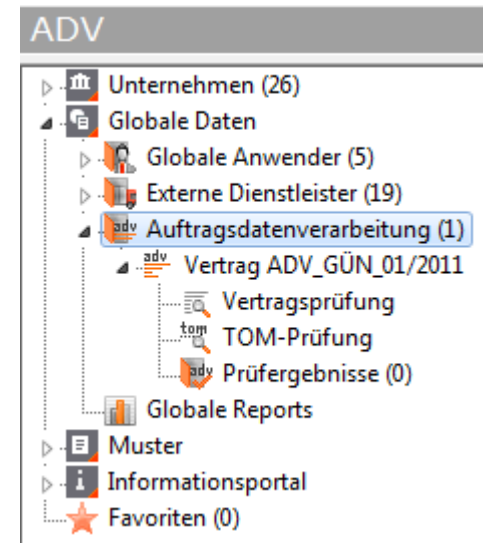 ADV
Unternehmen (26)
Globale Daten
Globale Anwender (5)
Externe Dienstleister (19)
adv Auftragsdatenverarbeitung (1)
adv Vertrag ADV_GÜN_01/2011
Vertragsprüfung
tom TOM-Prüfung
adv Prüfergebnisse (0)
Globale Reports
Muster
Informationsportal
Favoriten (0)